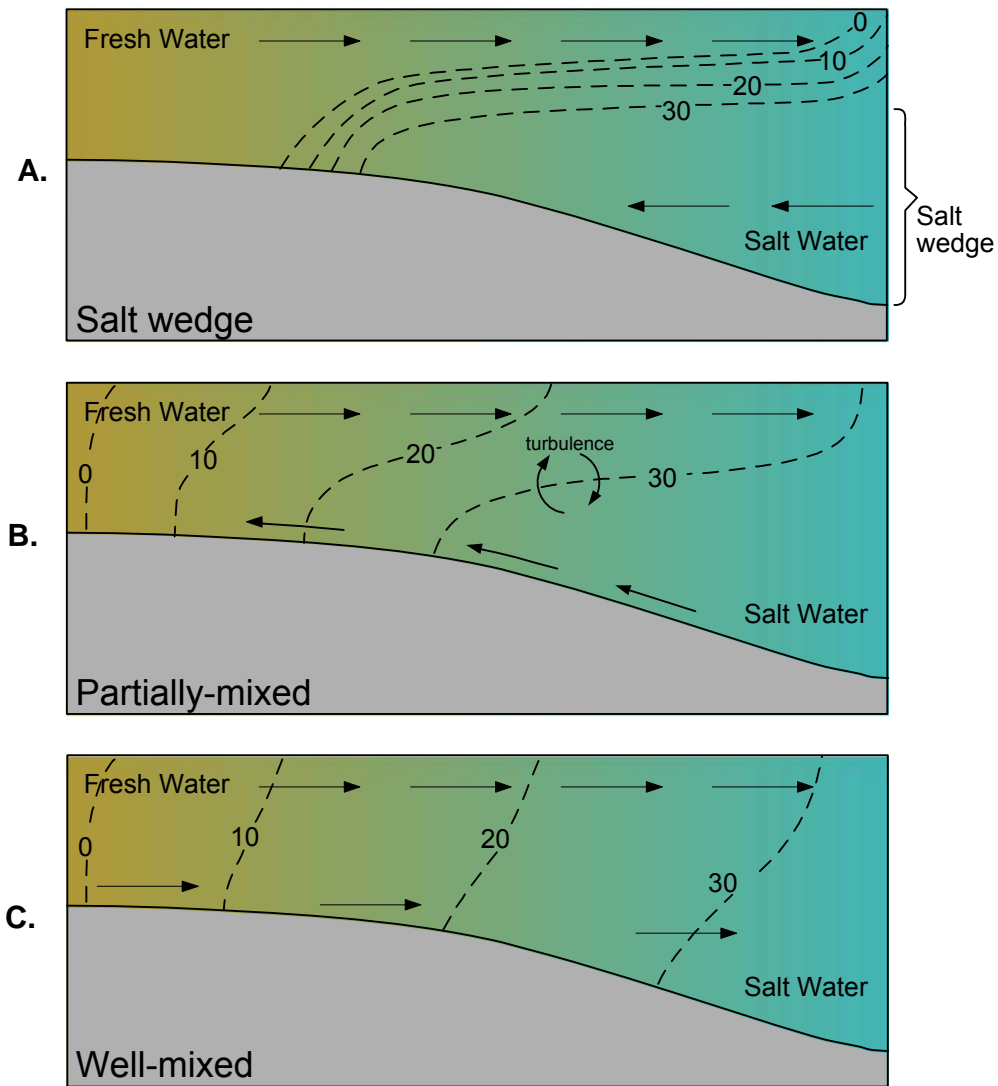 Fresh Water
0
10
20
30
A.
Salt Water
Salt
wedge
Salt wedge
Fresh Water
0
10
20
turbulence
30
B.
Salt Water
Partially-mixed
Fresh Water
0
10
20
30
C.
Salt Water
Well-mixed